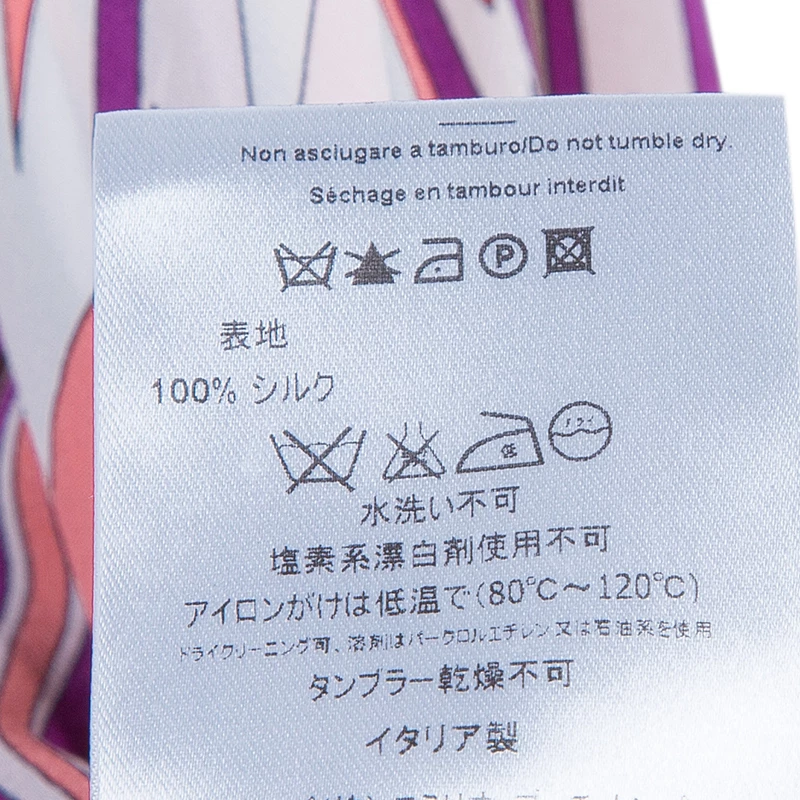 Non asciugare a tamburo/Do not tumble dry.
Séchage en tambour interdit
P
表地
100% シルク
低 ドライ
水洗い不可
塩素系漂白剤使用不可
アイロンがけは低温で(80℃～120℃)
ドライクリーニング可、溶剤はパークロルエチレン又は石油系を使用
タンブラー乾燥不可
イタリア製